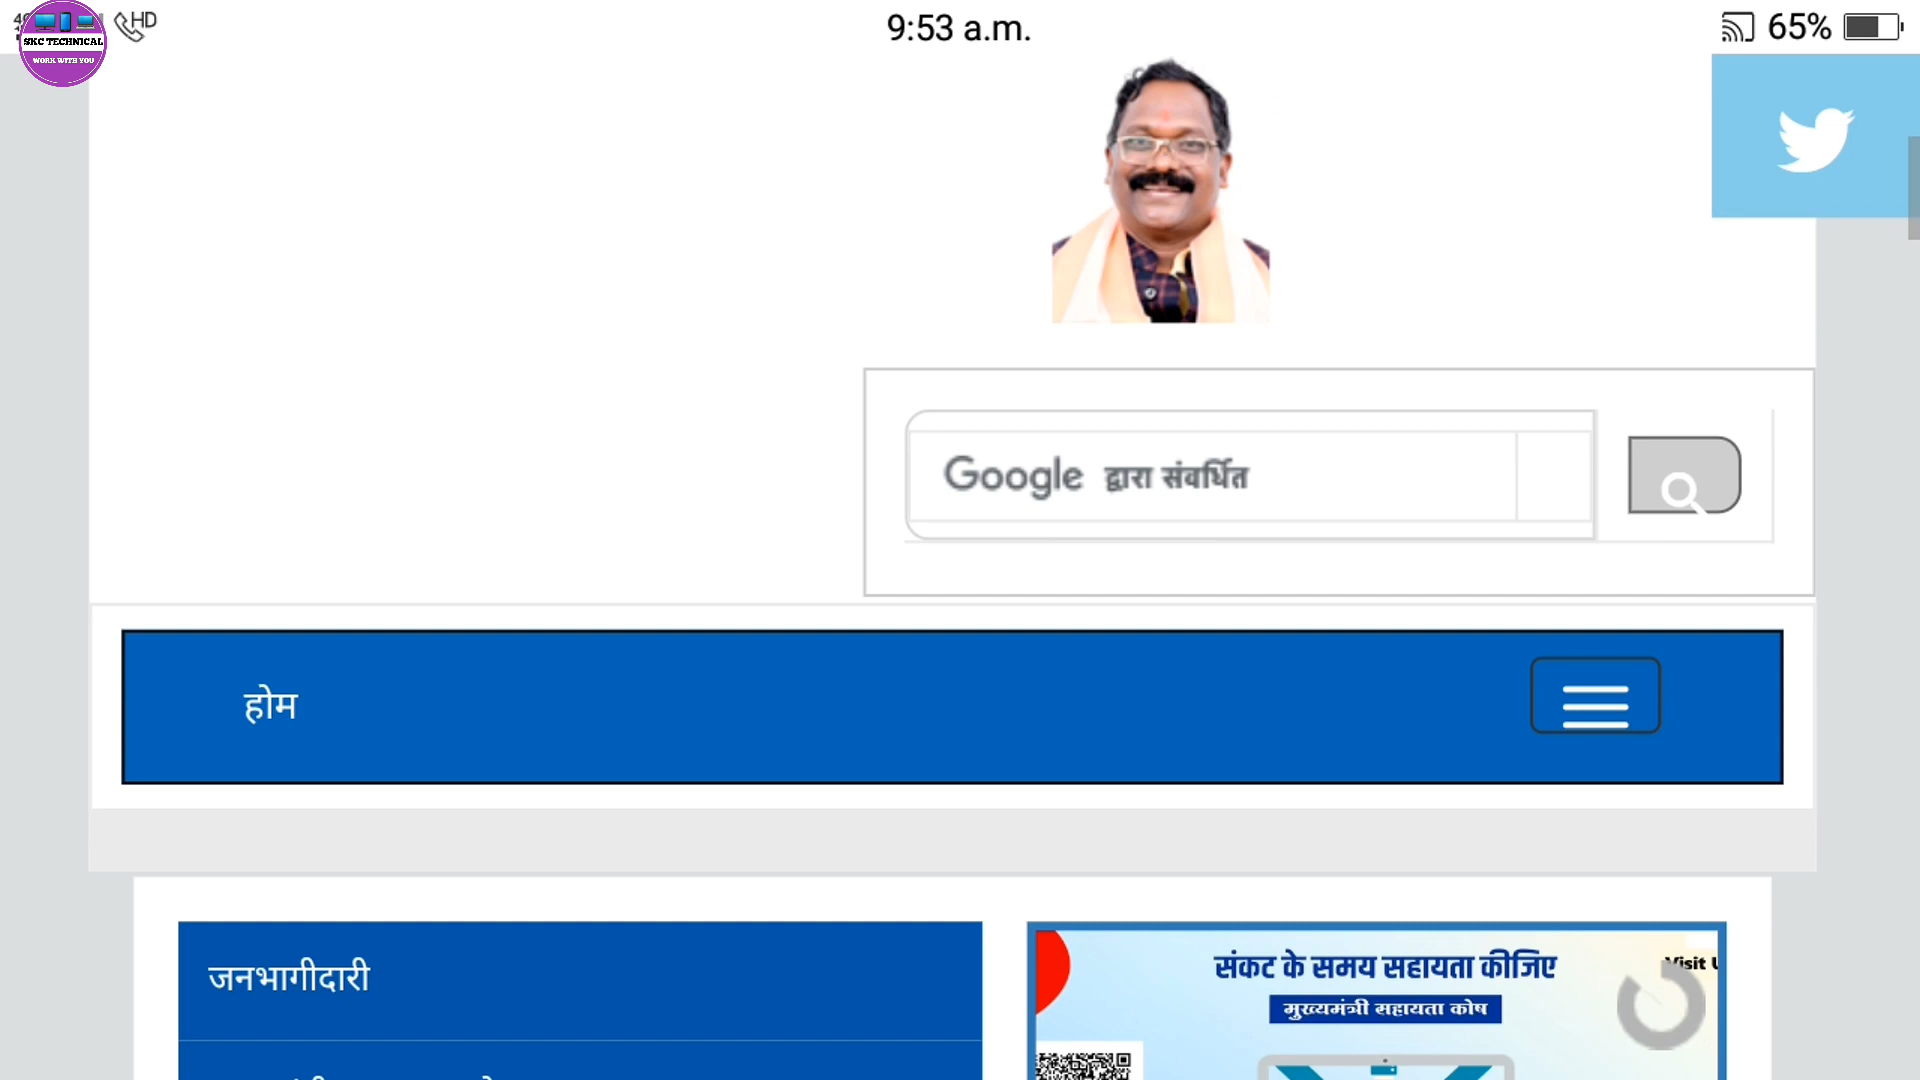 HD
9:53 a.m.
65%
SKC TECHNICAL
WORK WITH YOU
Google द्वारा संवर्धित
होम
जनभागीदारी
संकट के समय सहायता कीजिए
Visit
मुख्यमंत्री सहायता कोष